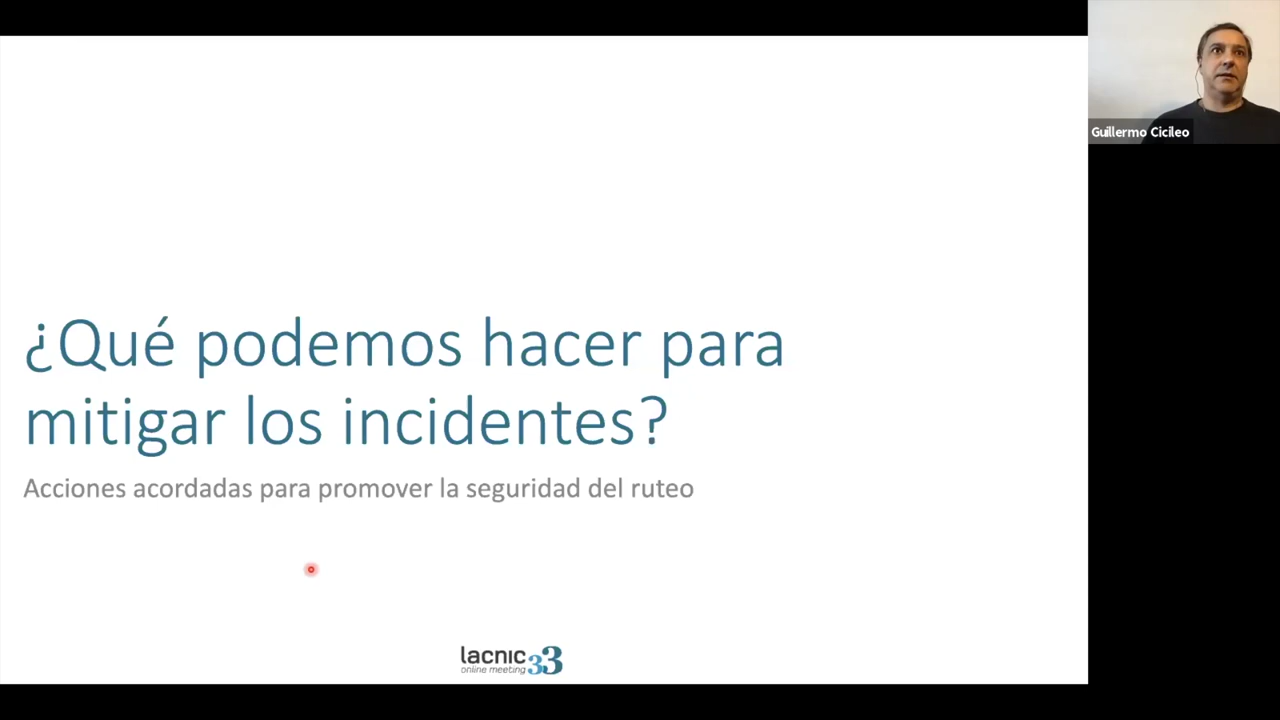 Guillermo Cicileo
¿Qué podemos hacer para
mitigar los incidentes?
Acciones acordadas para promover la seguridad del ruteo
lacnic 33
online meeting